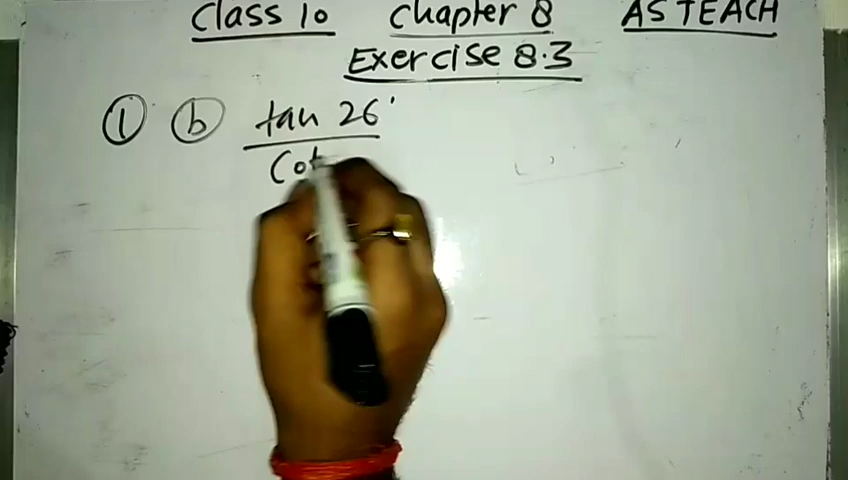 Class 10 Chapter 8 AS TEACH
Exercise 8.3
① ⓑ tan 26°
Cot